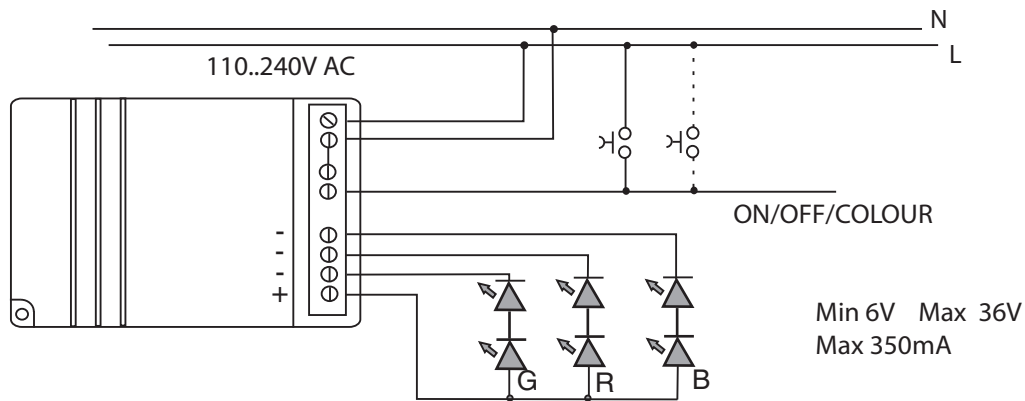 N
L
110..240V AC
ON/OFF/COLOUR
-
-
-
+
G
R
B
Min 6V Max 36V
Max 350mA